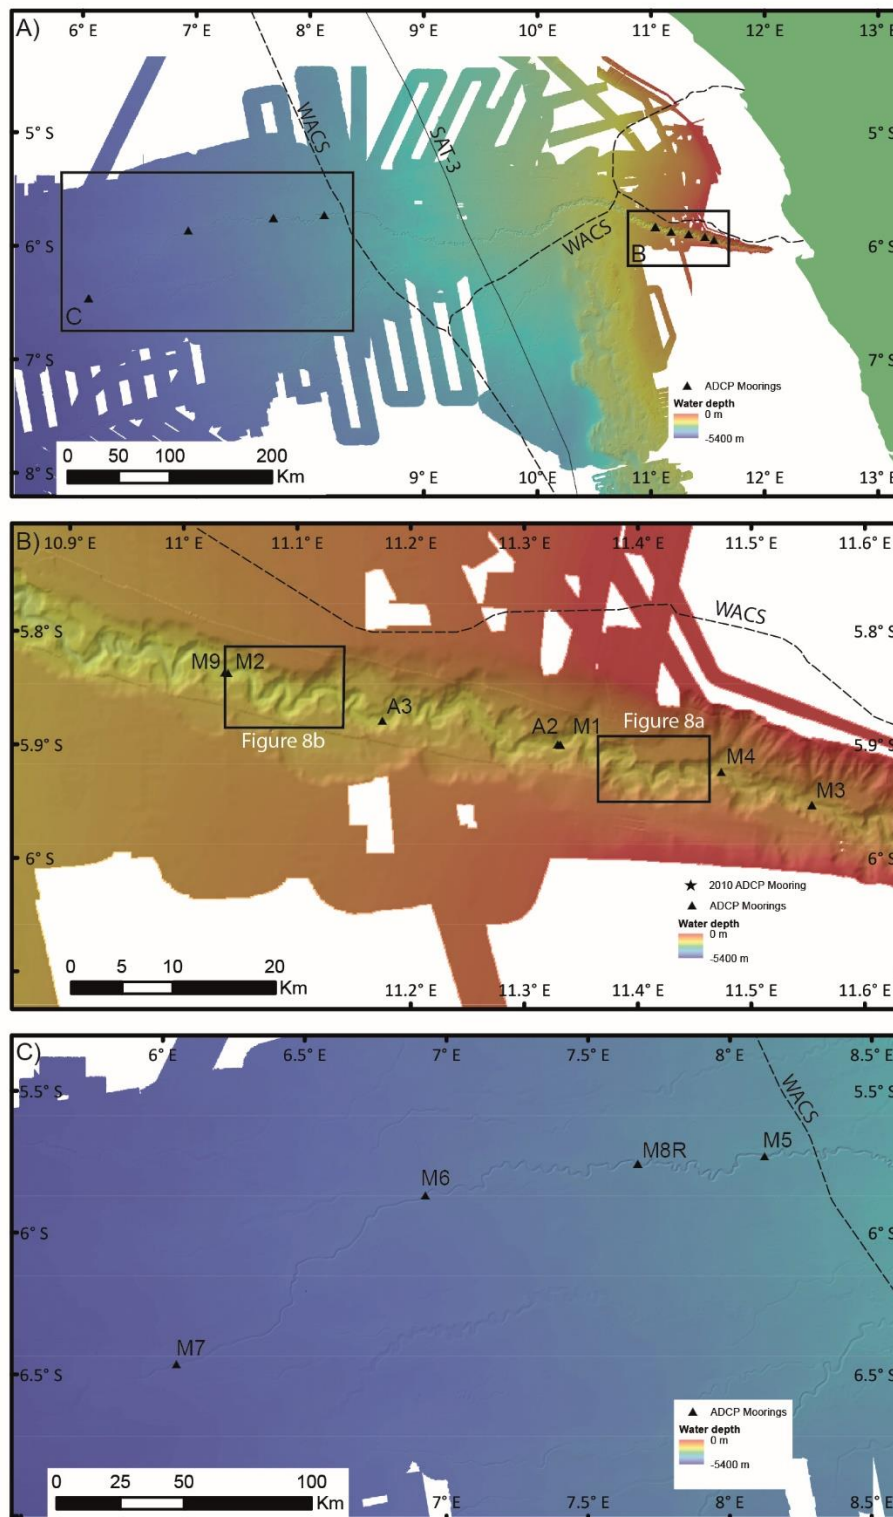 A)
6° E 7° E 8° E 9° E 10° E 11° E 12° E 13° E
5° S 5° S
WACS
SAT-3
6° S 6° S
WACS
B
C
7° S 7° S
ADCP Moorings
Water depth
0 m
-5400 m
0 50 100 200
Km
8° S 8° S
9° E 10° E 11° E 12° E 13° E
B)
10.9° E 11° E 11.1° E 11.2° E 11.3° E 11.4° E 11.5° E 11.6° E
WACS
5.8° S 5.8° S
M9 M2
A3
Figure 8b
A2 M1
Figure 8a
5.9° S 5.9° S
M4
M3
6° S 6° S
2010 ADCP Mooring
ADCP Moorings
Water depth
0 m
-5400 m
0 5 10 20
Km
11.2° E 11.3° E 11.4° E 11.5° E 11.6° E
C)
6° E 6.5° E 7° E 7.5° E 8° E 8.5° E
5.5° S 5.5° S
WACS
M5
M8R
M6
6° S 6° S
M7
6.5° S 6.5° S
ADCP Moorings
Water depth
0 m
-5400 m
0 25 50 100
Km
7° E 7.5° E 8° E 8.5° E